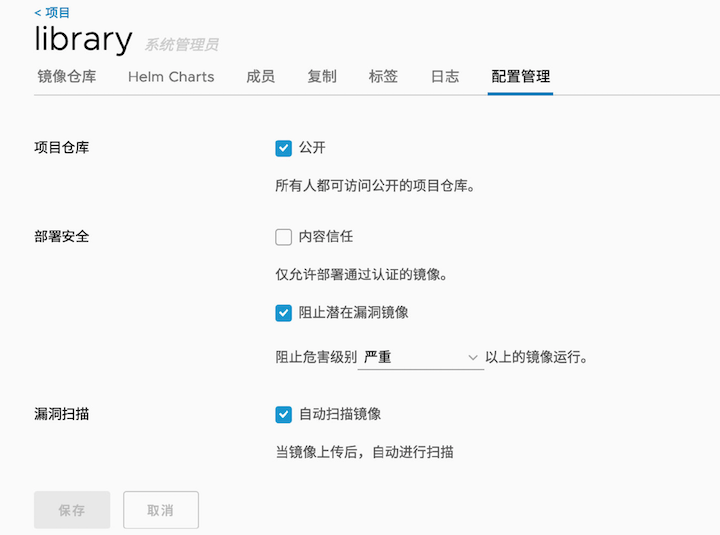 < 项目
library 系统管理员
镜像仓库 Helm Charts 成员 复制 标签 日志 配置管理
项目仓库 公开
所有人都可访问公开的项目仓库。
部署安全 内容信任
仅允许部署通过认证的镜像。
阻止潜在漏洞镜像
阻止危害级别 严重 以上的镜像运行。
漏洞扫描 自动扫描镜像
当镜像上传后，自动进行扫描
保存 取消